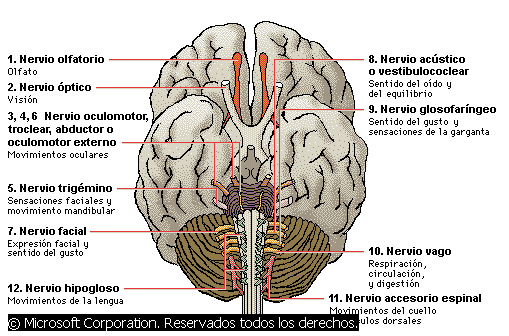 1. Nervio olfatorio
Olfato
2. Nervio óptico
Visión
3, 4, 6 Nervio oculomotor,
troclear, abductor o
oculomotor externo
Movimientos oculares
5. Nervio trigémino
Sensaciones faciales y
movimiento mandibular
7. Nervio facial
Expresión facial y
sentido del gusto
12. Nervio hipogloso
Movimientos de la lengua
8. Nervio acústico
o vestibulococlear
Sentido del oído y
del equilibrio
9. Nervio glosofaríngeo
Sentido del gusto y
sensaciones de la garganta
10. Nervio vago
Respiración,
circulación,
y digestión
11. Nervio accesorio espinal
Movimientos del cuello
dorsales
© Microsoft Corporation. Reservados todos los derechos.